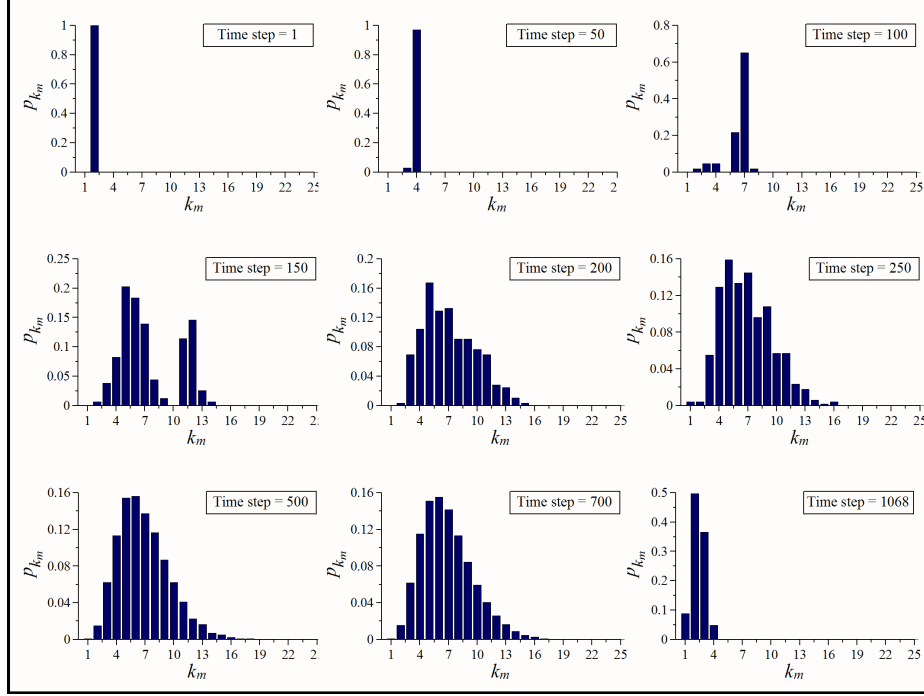 1
0.8
0.6
0.4
0.2
0
p_{k_m}
Time step = 1
1 4 7 10 13 16 19 22 25
k_m
1
0.8
0.6
0.4
0.2
0
p_{k_m}
Time step = 50
1 4 7 10 13 16 19 22 2
k_m
0.8
0.6
0.4
0.2
0
p_{k_m}
Time step = 100
1 4 7 10 13 16 19 22 25
k_m
0.25
0.2
0.15
0.1
0.05
0
p_{k_m}
Time step = 150
1 4 7 10 13 16 19 22 2
k_m
0.2
0.16
0.12
0.08
0.04
0
p_{k_m}
Time step = 200
1 4 7 10 13 16 19 22 25
k_m
0.16
0.12
0.08
0.04
0
p_{k_m}
Time step = 250
1 4 7 10 13 16 19 22 25
k_m
0.16
0.12
0.08
0.04
0
p_{k_m}
Time step = 500
1 4 7 10 13 16 19 22 2
k_m
0.16
0.12
0.08
0.04
0
p_{k_m}
Time step = 700
1 4 7 10 13 16 19 22 25
k_m
0.5
0.4
0.3
0.2
0.1
0
p_{k_m}
Time step = 1068
1 4 7 10 13 16 19 22 25
k_m